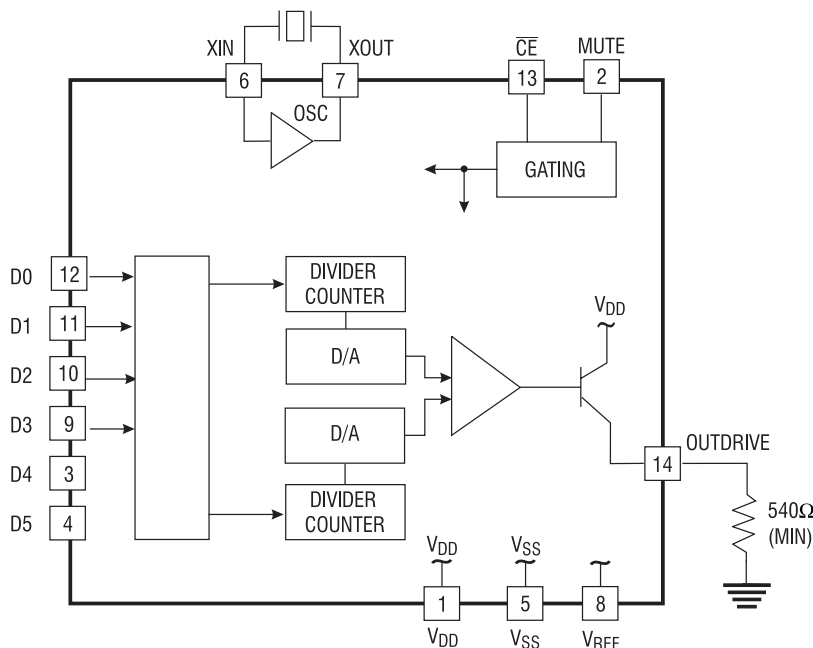 XIN
XOUT
CE
MUTE
6
7
13
2
OSC
GATING
D0
12
D1
11
D2
10
D3
9
D4
3
D5
4
DIVIDER
COUNTER
D/A
D/A
DIVIDER
COUNTER
VDD
14
OUTDRIVE
540Ω
(MIN)
VDD
VSS
1
5
8
VDD
VSS
VREF